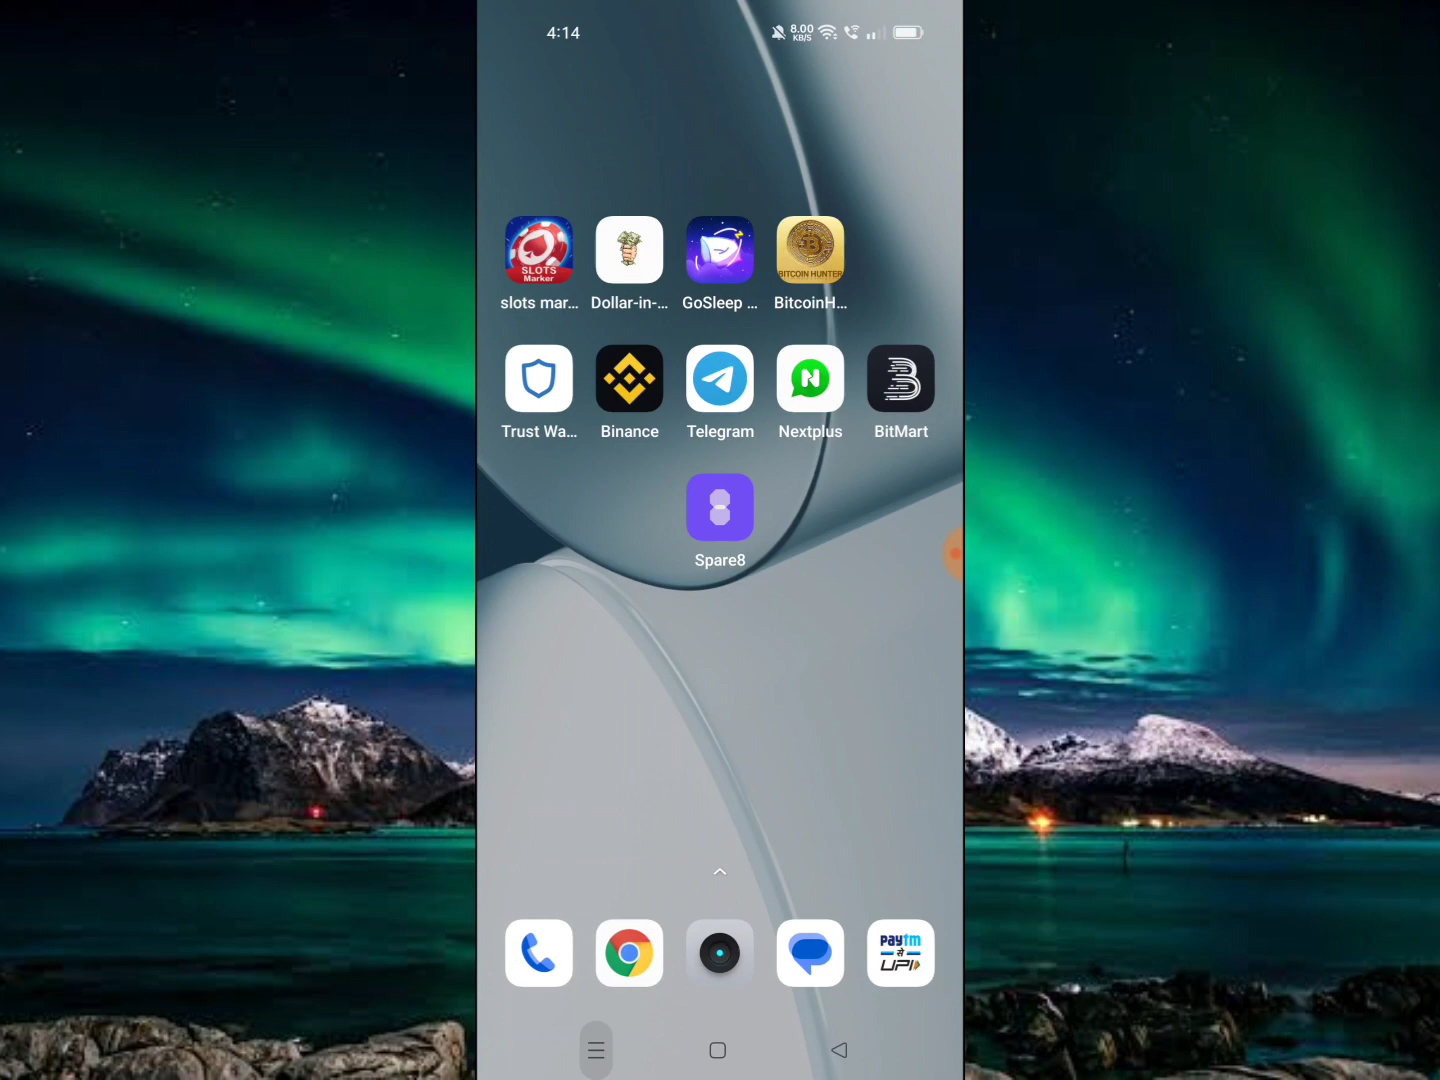 4:14
8.00
KB/S
SLOTS
Marker
BITCOIN HUNTER
slots mar...
Dollar-in-...
GoSleep ...
BitcoinH...
N
Trust Wa...
Binance
Telegram
Nextplus
BitMart
Spare8
paytm
से
UPI